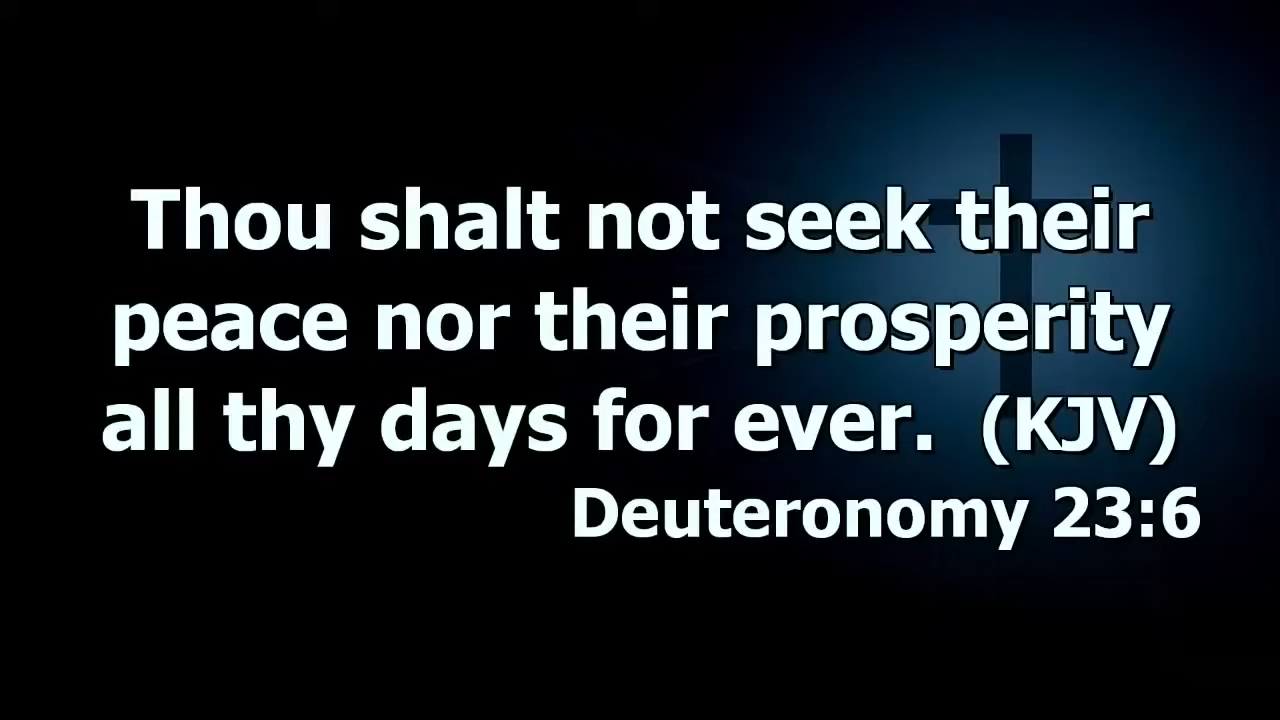 Thou shalt not seek their
peace nor their prosperity
all thy days for ever.  (KJV)
Deuteronomy 23:6